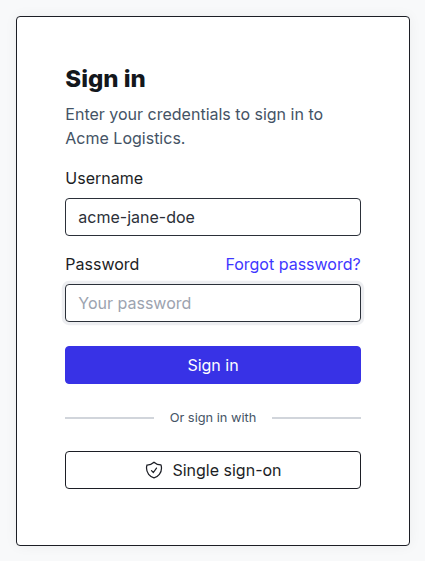 Sign in
Enter your credentials to sign in to
Acme Logistics.
Username
acme-jane-doe
Password Forgot password?
Your password
Sign in
Or sign in with
Single sign-on